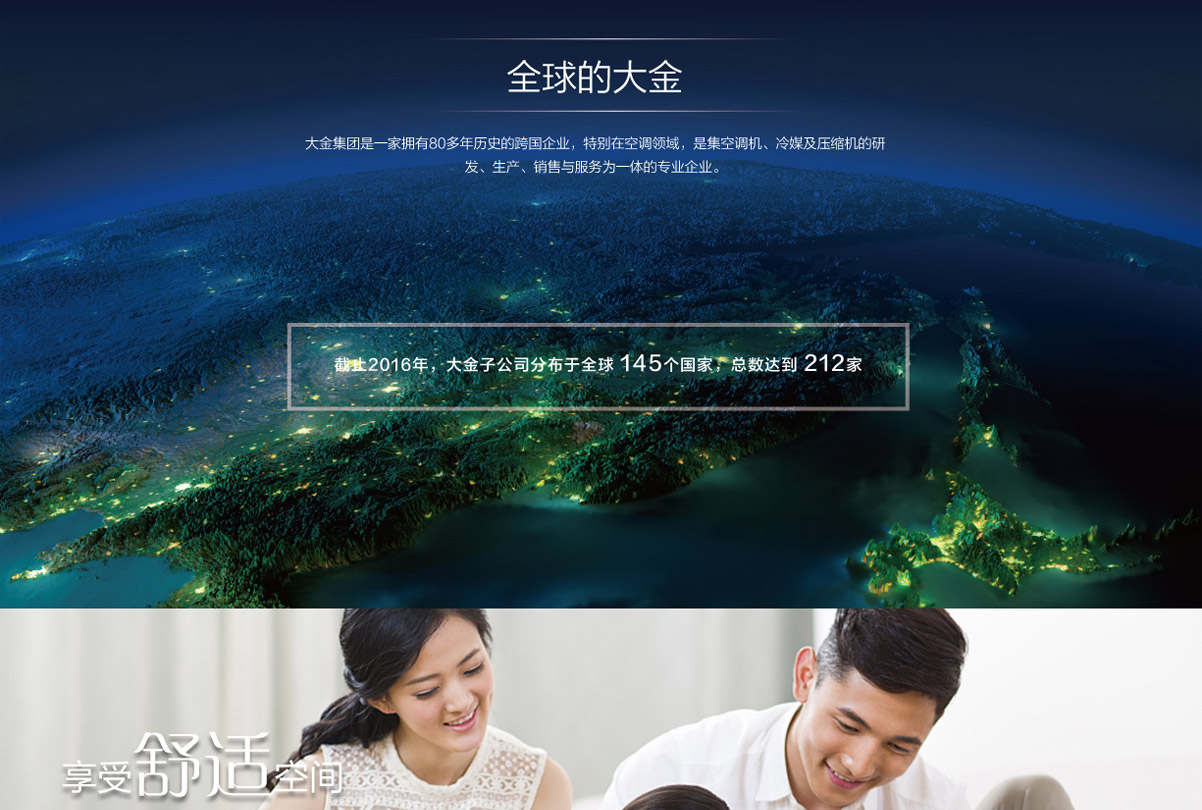 全球的大金
大金集团是一家拥有80多年历史的跨国企业，特别在空调领域，是集空调机、冷媒及压缩机的研
发、生产、销售与服务为一体的专业企业。
截止2016年，大金子公司分布于全球 145个国家，总数达到 212家
享受舒适空间